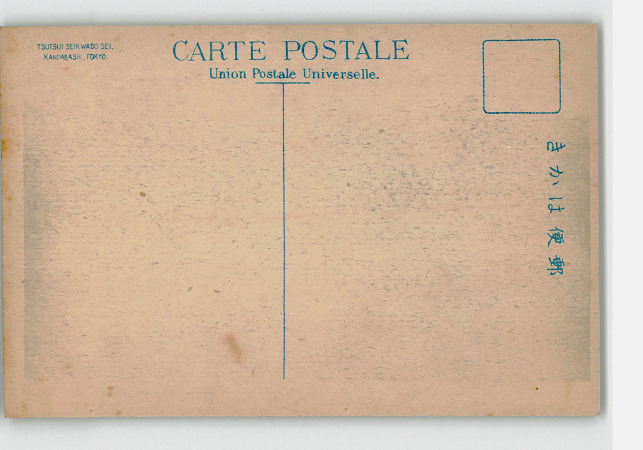 TSUTSUI SEIKWADO SEI,
KANDABASHI, TOKYO.
CARTE POSTALE
Union Postale Universelle.
きかは便郵